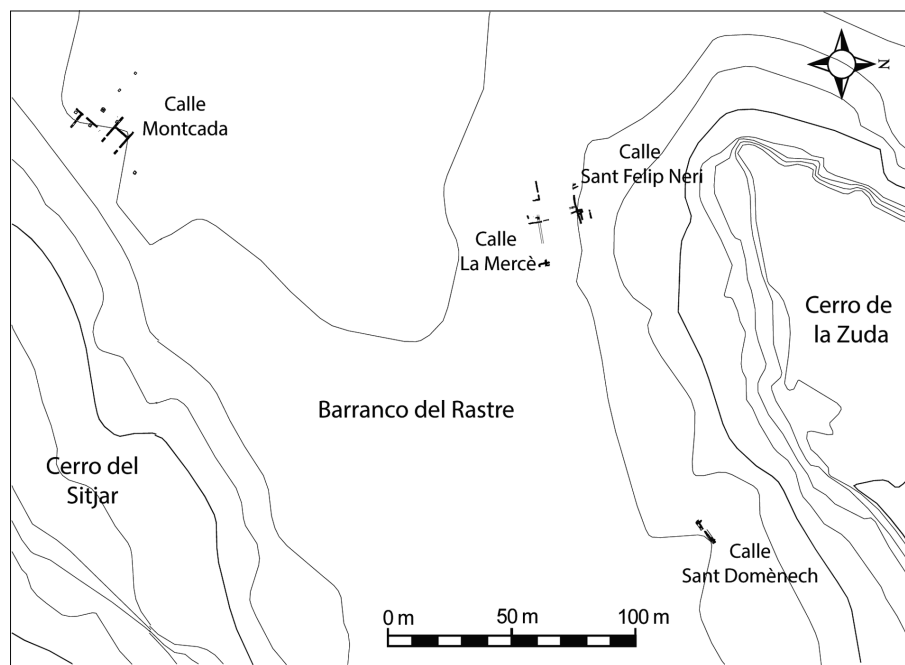 Calle
Montcada
N
Calle
Sant Felip Neri
Calle
La Mercè
Cerro de
la Zuda
Barranco del Rastre
Cerro del
Sitjar
Calle
Sant Domènech
0 m 50 m 100 m